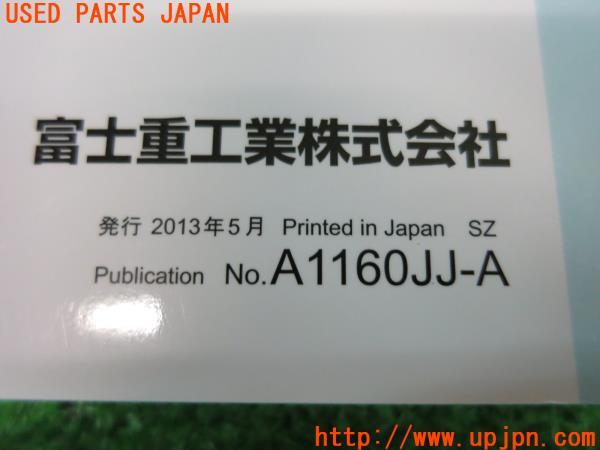 USED PARTS JAPAN
富士重工業株式会社
発行 2013年5月 Printed in Japan SZ
Publication No.A1160JJ-A
http://www.upjpn.com